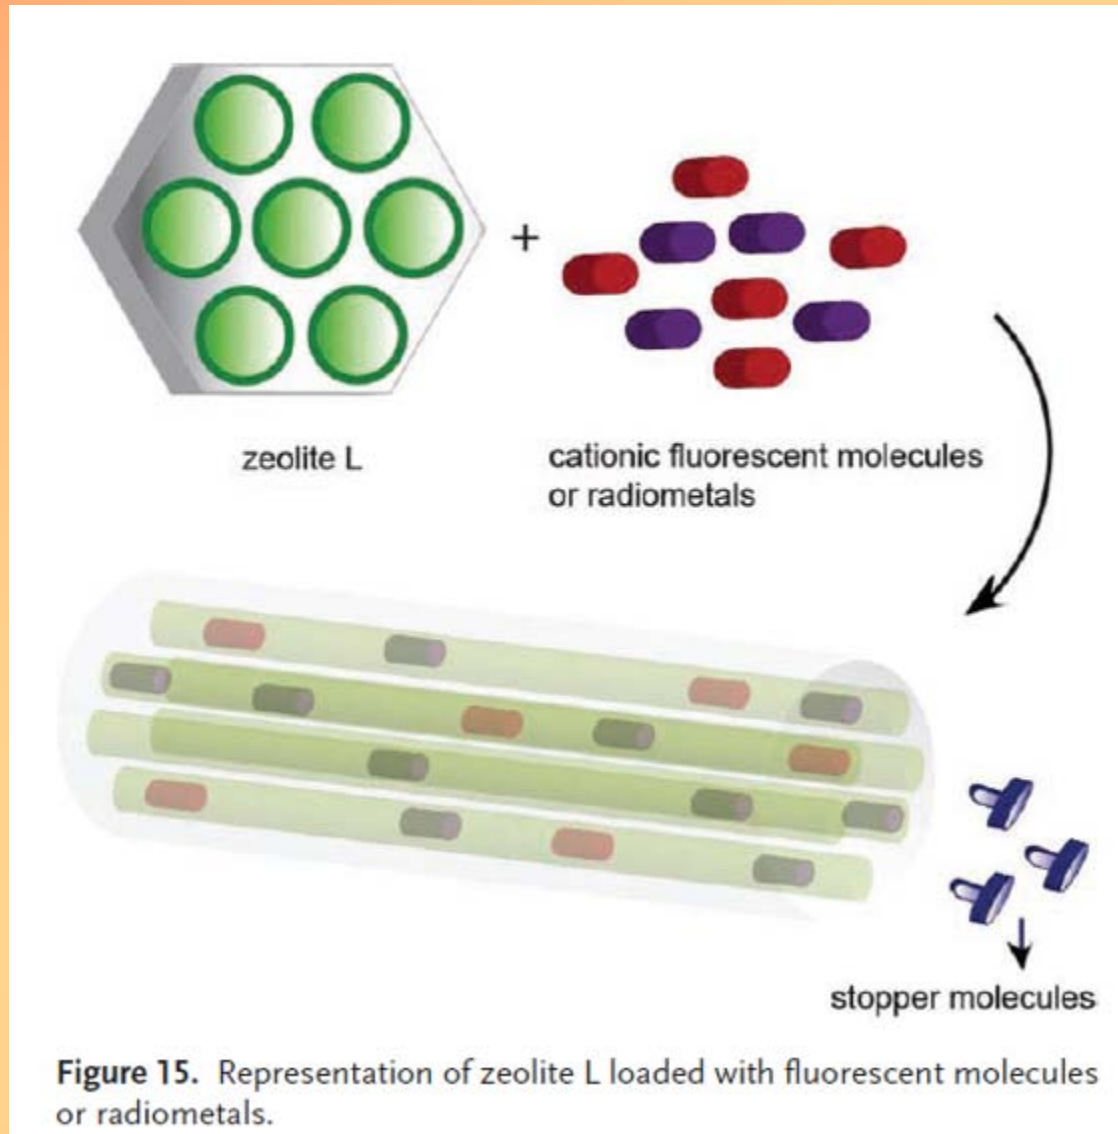 +
zeolite L
cationic fluorescent molecules
or radiometals
stopper molecules
Figure 15. Representation of zeolite L loaded with fluorescent molecules
or radiometals.